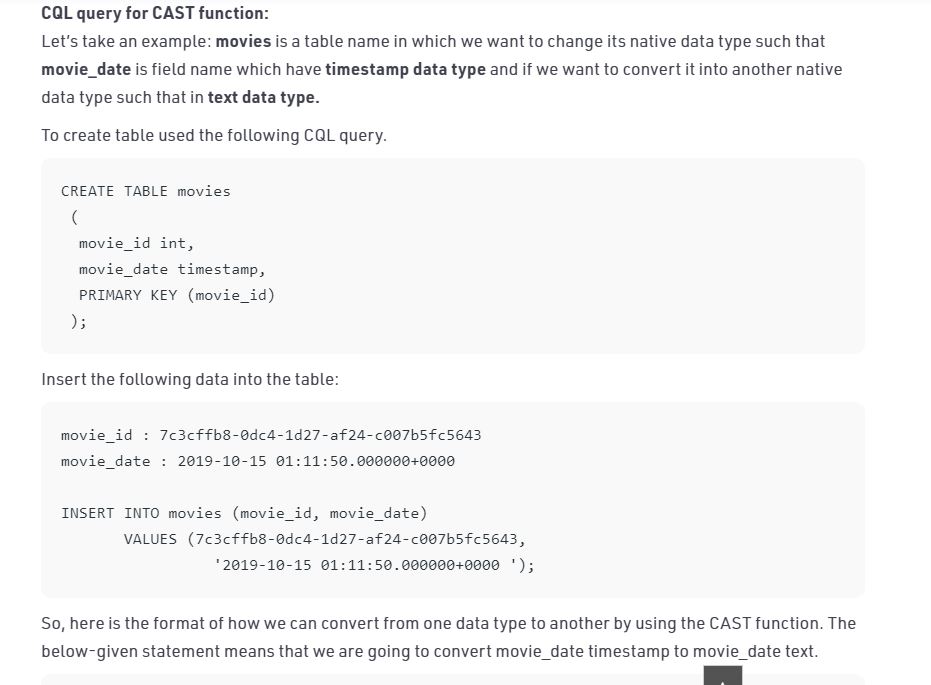 CQL query for CAST function:
Let’s take an example: movies is a table name in which we want to change its native data type such that
movie_date is field name which have timestamp data type and if we want to convert it into another native
data type such that in text data type.
To create table used the following CQL query.
CREATE TABLE movies
(
movie_id int,
movie_date timestamp,
PRIMARY KEY (movie_id)
);
Insert the following data into the table:
movie_id : 7c3cffb8-0dc4-1d27-af24-c007b5fc5643
movie_date : 2019-10-15 01:11:50.000000+0000
INSERT INTO movies (movie_id, movie_date)
VALUES (7c3cffb8-0dc4-1d27-af24-c007b5fc5643,
'2019-10-15 01:11:50.000000+0000 ');
So, here is the format of how we can convert from one data type to another by using the CAST function. The
below-given statement means that we are going to convert movie_date timestamp to movie_date text.